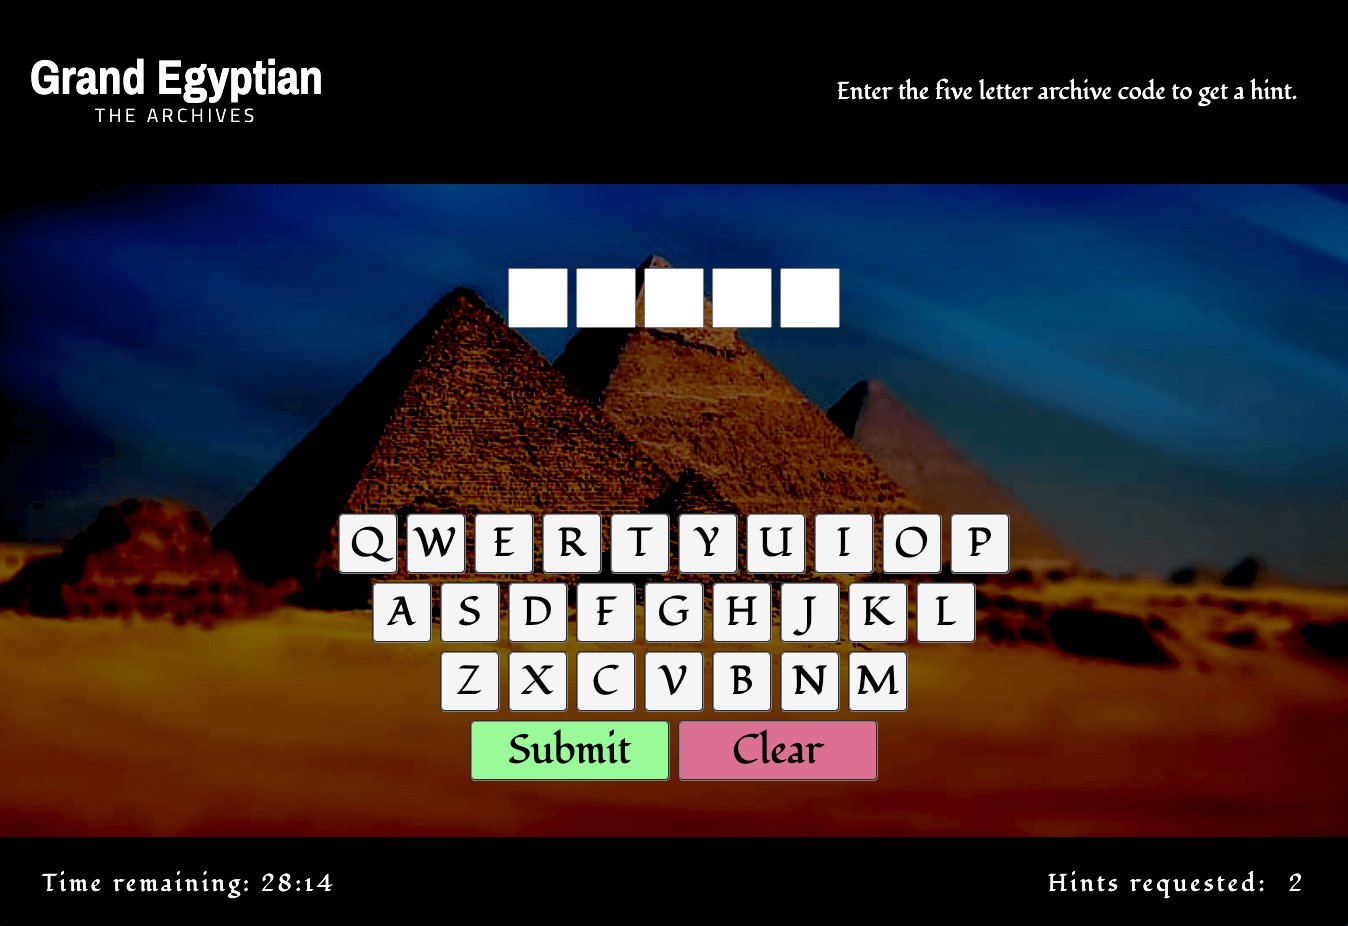 Grand Egyptian
THE ARCHIVES
Enter the five letter archive code to get a hint.
Q W E R T Y U I O P
A S D F G H J K L
Z X C V B N M
Submit Clear
Time remaining: 28:14
Hints requested: 2